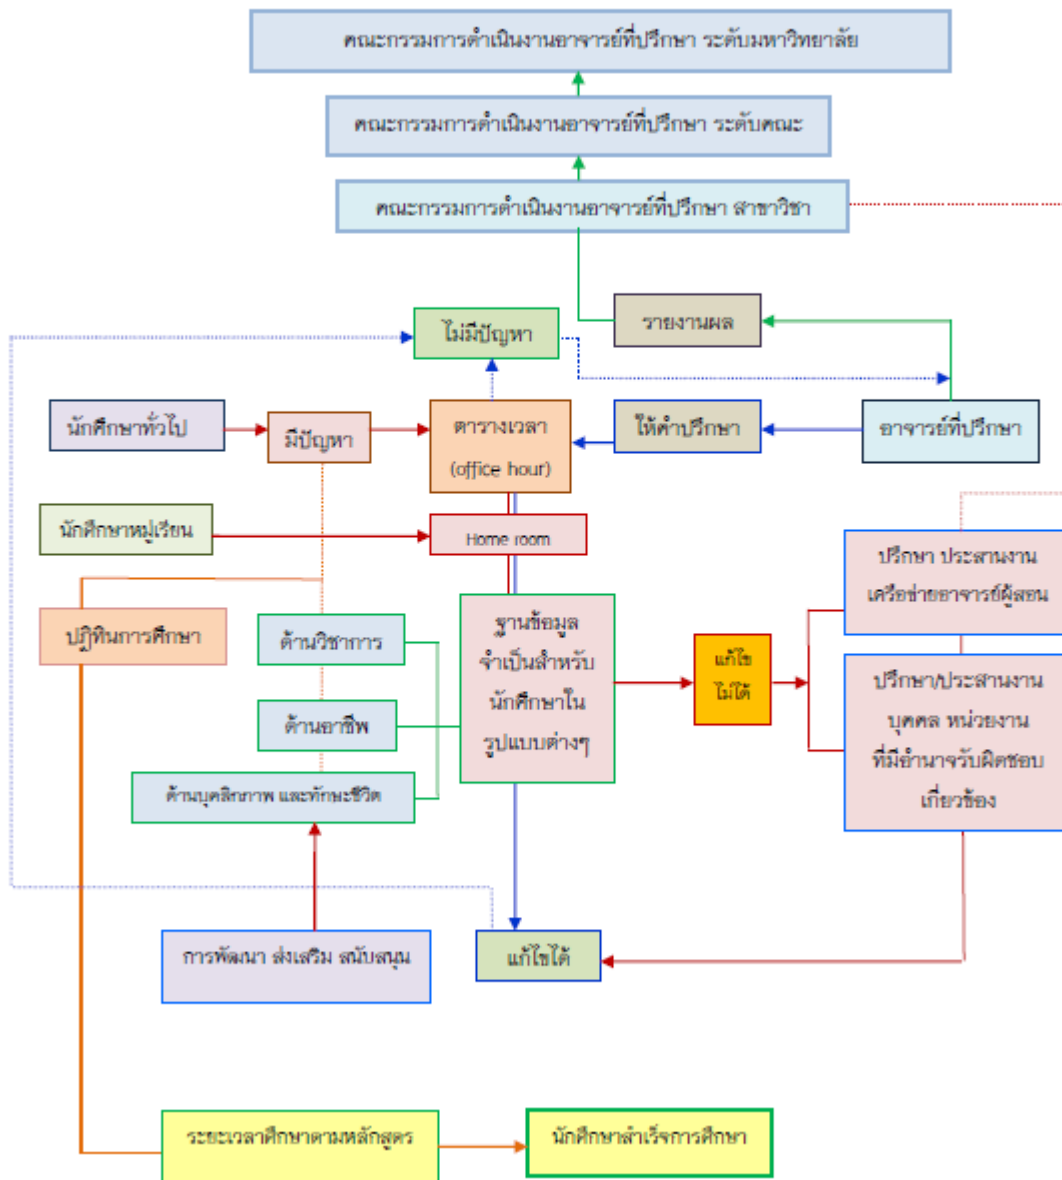 คณะกรรมการดำเนินงานอาจารย์ที่ปรึกษา ระดับมหาวิทยาลัย
คณะกรรมการดำเนินงานอาจารย์ที่ปรึกษา ระดับคณะ
คณะกรรมการดำเนินงานอาจารย์ที่ปรึกษา สาขาวิชา
รายงานผล
ไม่มีปัญหา
นักศึกษาทั่วไป
มีปัญหา
ตารางเวลา
(office hour)
ให้คำปรึกษา
อาจารย์ที่ปรึกษา
นักศึกษาหมู่เรียน
Home room
ปรึกษา ประสานงาน
เครือข่ายอาจารย์ผู้สอน
ปฏิทินการศึกษา
ด้านวิชาการ
ด้านอาชีพ
ด้านบุคลิกภาพ และทักษะชีวิต
ฐานข้อมูล
จำเป็นสำหรับ
นักศึกษาใน
รูปแบบต่างๆ
แก้ไข
ไม่ได้
ปรึกษา/ประสานงาน
บุคคล หน่วยงาน
ที่มีอำนาจรับผิดชอบ
เกี่ยวข้อง
การพัฒนา ส่งเสริม สนับสนุน
แก้ไขได้
ระยะเวลาศึกษาตามหลักสูตร
นักศึกษาสำเร็จการศึกษา